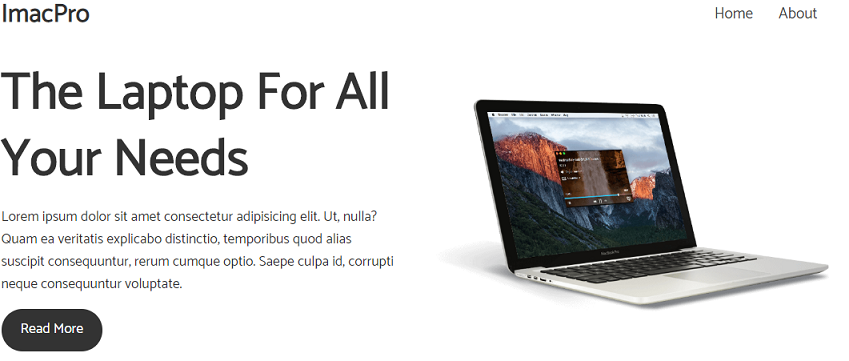 ImacPro
Home About
The Laptop For All
Your Needs
Lorem ipsum dolor sit amet consectetur adipisicing elit. Ut, nulla?
Quam ea veritatis explicabo distinctio, temporibus quod alias
suscipit consequuntur, rerum cumque optio. Saepe culpa id, corrupti
neque consequuntur voluptate.
Read More
MacBook Pro